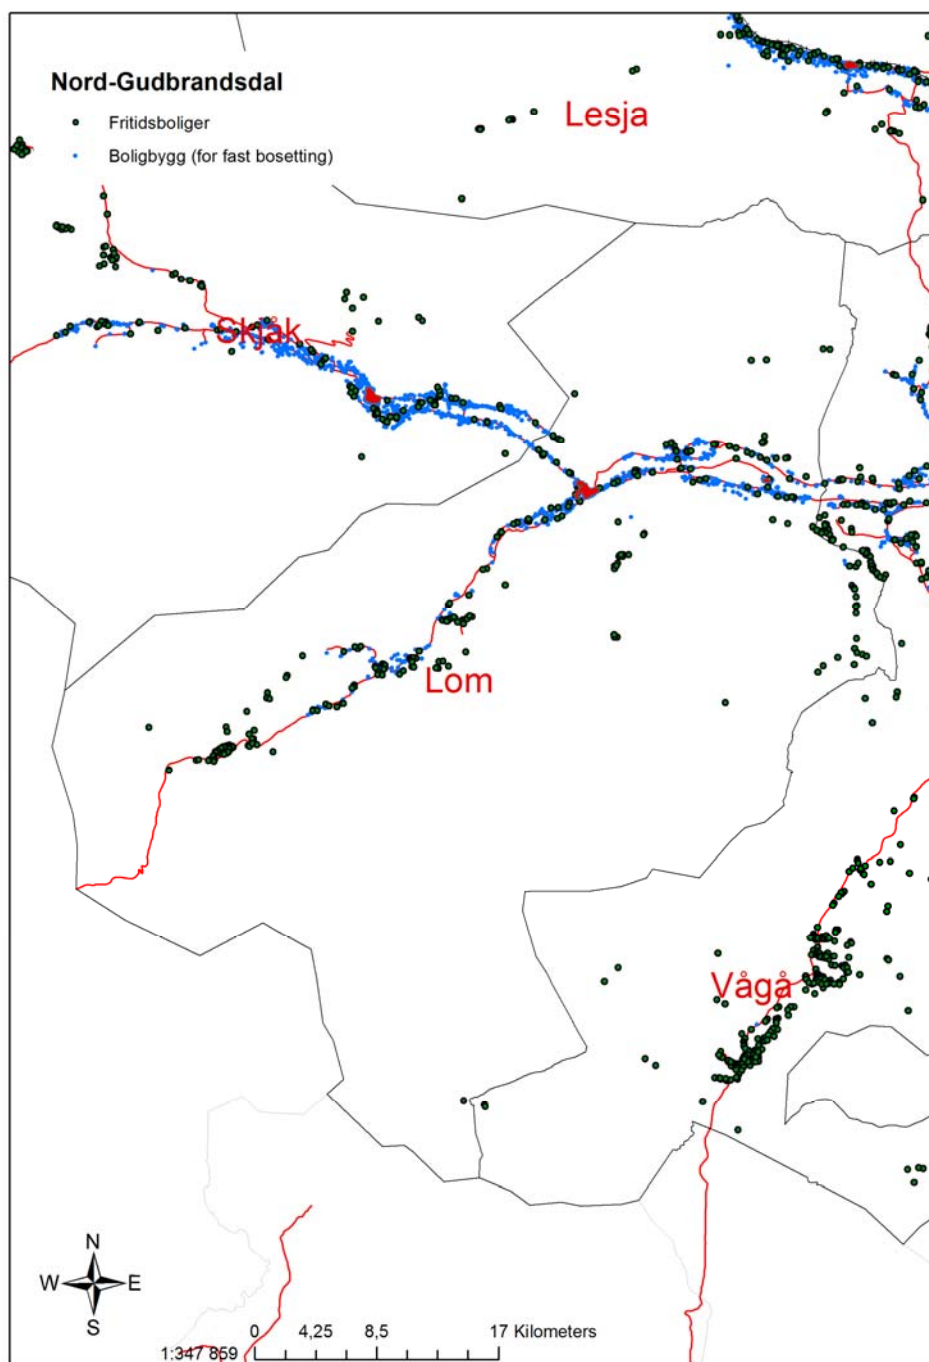 Nord-Gudbrandsdal
Fritidsboliger
Boligbygg (for fast bosetting)
Lesja
Skjåk
Lom
Vågå
N
W E
S
0 4,25 8,5 17 Kilometers
1:347 859